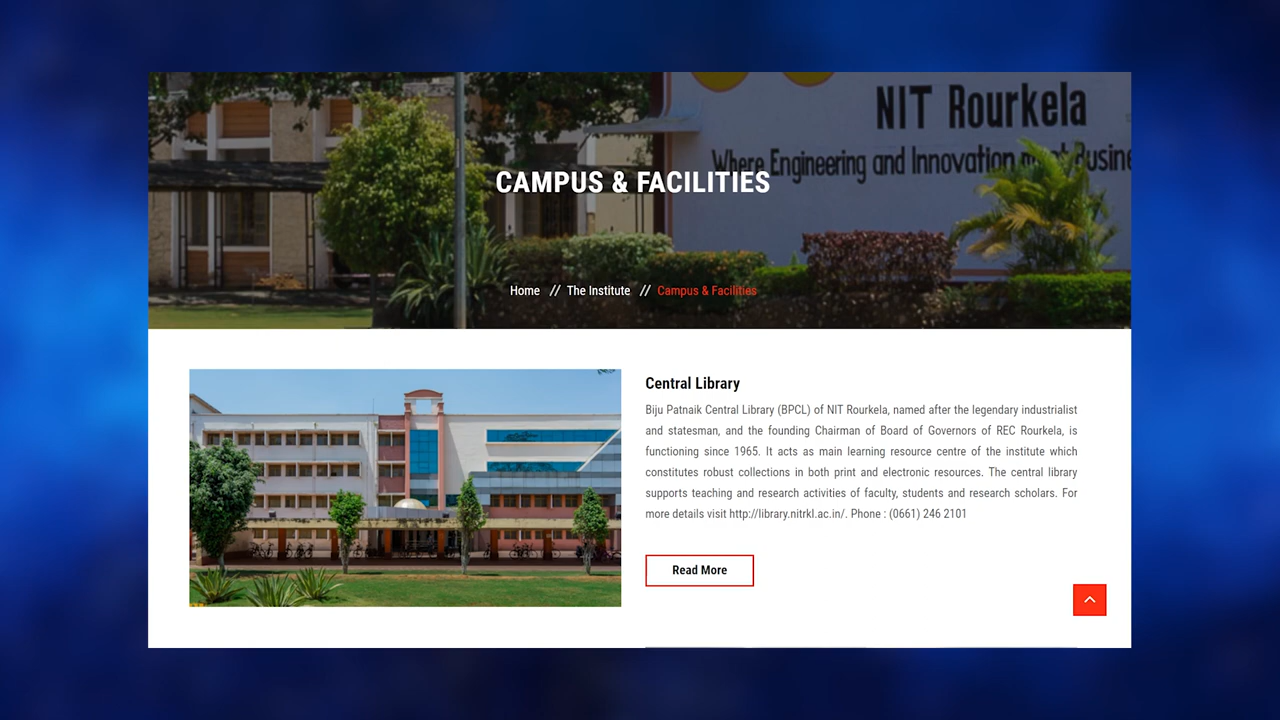 NIT Rourkela
Where Engineering and Innovation
CAMPUS & FACILITIES
Home // The Institute // Campus & Facilities
Central Library
Biju Patnaik Central Library (BPCL) of NIT Rourkela, named after the legendary industrialist
and statesman, and the founding Chairman of Board of Governors of REC Rourkela, is
functioning since 1965. It acts as main learning resource centre of the institute which
constitutes robust collections in both print and electronic resources. The central library
supports teaching and research activities of faculty, students and research scholars. For
more details visit http://library.nitrkl.ac.in/. Phone : (0661) 246 2101
Read More